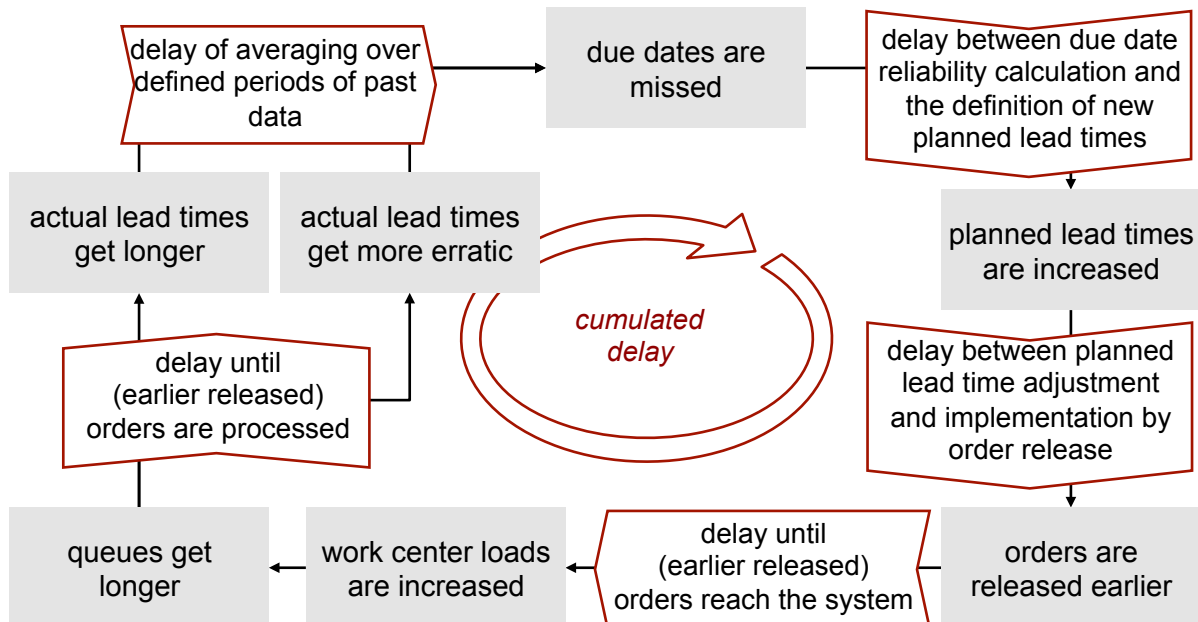 delay of averaging over
defined periods of past
data
due dates are
missed
delay between due date
reliability calculation and
the definition of new
planned lead times
actual lead times
get longer
actual lead times
get more erratic
planned lead times
are increased
cumulated
delay
delay until
(earlier released)
orders are processed
delay between planned
lead time adjustment
and implementation by
order release
queues get
longer
work center loads
are increased
delay until
(earlier released)
orders reach the system
orders are
released earlier